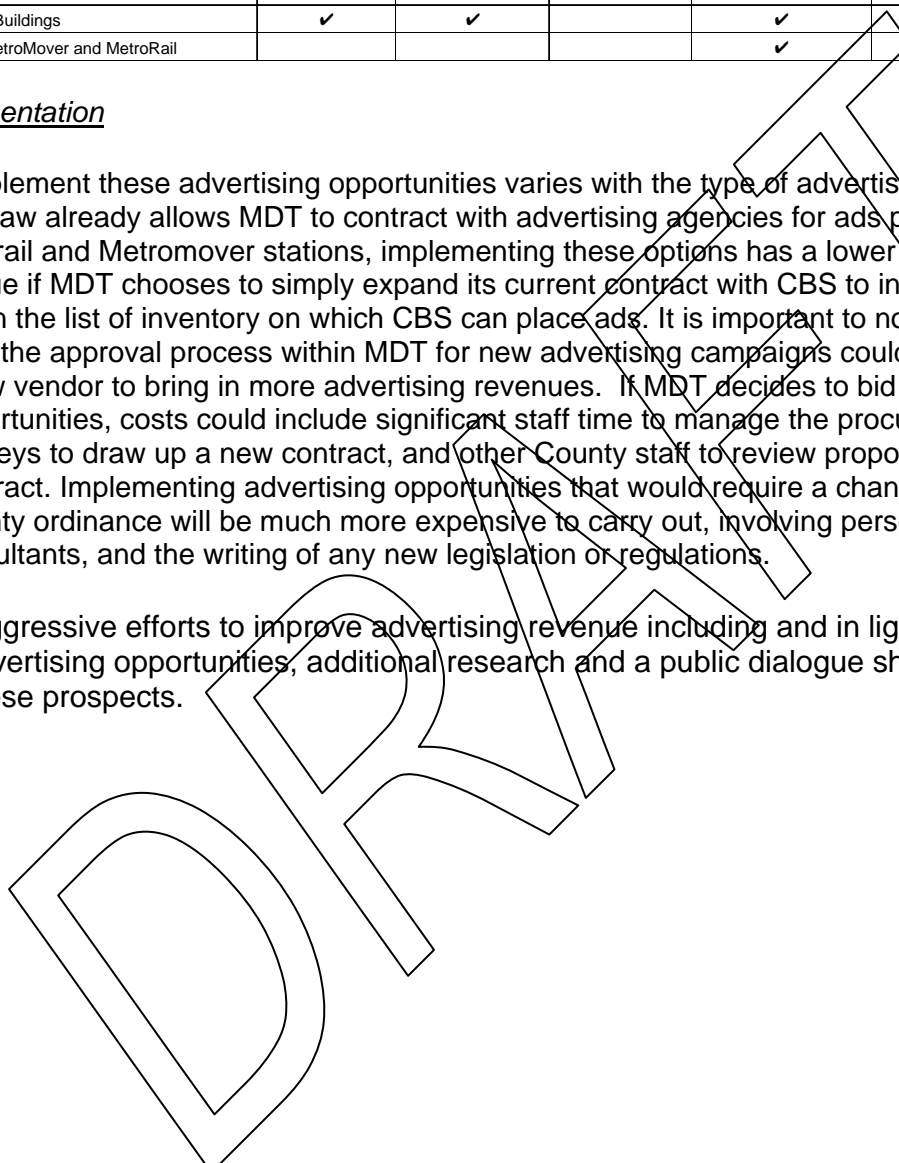 Buildings ✔ ✔ ✔
etroMover and MetroRail ✔
entation
plement these advertising opportunities varies with the type of advertis
aw already allows MDT to contract with advertising agencies for ads p
rail and Metromover stations, implementing these options has a lower
ue if MDT chooses to simply expand its current contract with CBS to in
n the list of inventory on which CBS can place ads. It is important to no
the approval process within MDT for new advertising campaigns could
w vendor to bring in more advertising revenues.  If MDT decides to bid
rtunities, costs could include significant staff time to manage the procu
eys to draw up a new contract, and other County staff to review propo
ract. Implementing advertising opportunities that would require a chan
nty ordinance will be much more expensive to carry out, involving perso
ultants, and the writing of any new legislation or regulations.
ggressive efforts to improve advertising revenue including and in lig
vertising opportunities, additional research and a public dialogue sh
ese prospects.
DRAFT